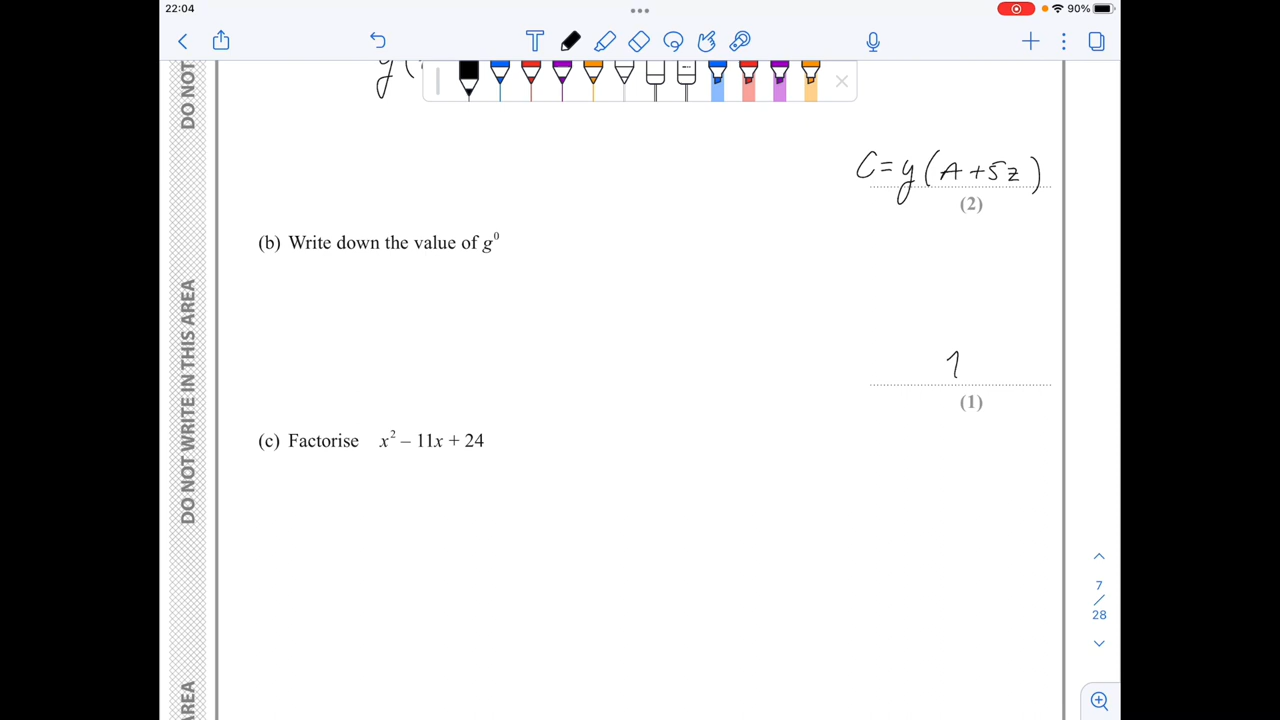 22:04
90%
y (
DO NOT
C = y (A + 5z)
(2)
(b) Write down the value of g⁰
1
(1)
DO NOT WRITE IN THIS AREA
(c) Factorise x² – 11x + 24
7
/
28
AREA